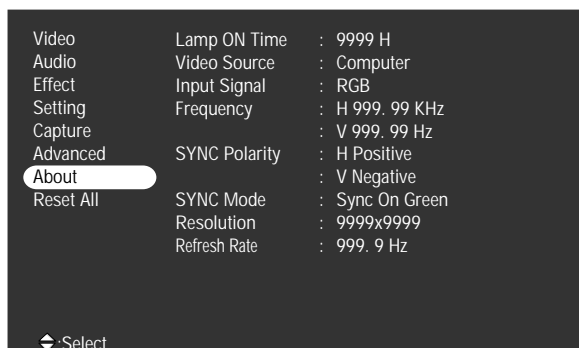 Video Lamp ON Time : 9999 H
Audio Video Source : Computer
Effect Input Signal : RGB
Setting Frequency : H 999. 99 KHz
Capture : V 999. 99 Hz
Advanced SYNC Polarity : H Positive
About : V Negative
Reset All SYNC Mode : Sync On Green
Resolution : 9999x9999
Refresh Rate : 999. 9 Hz
:Select